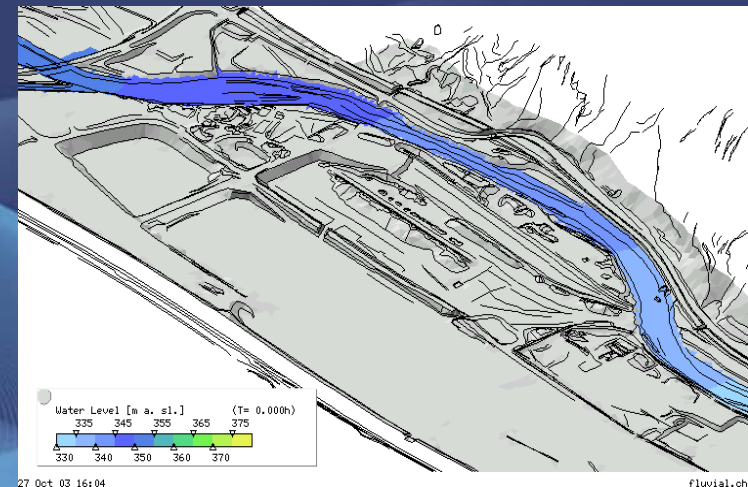 Water Level [m a. sl.] (T= 0.000h)
335 345 355 365 375
330 340 350 360 370
27 Oct 03 16:04 fluvial.ch